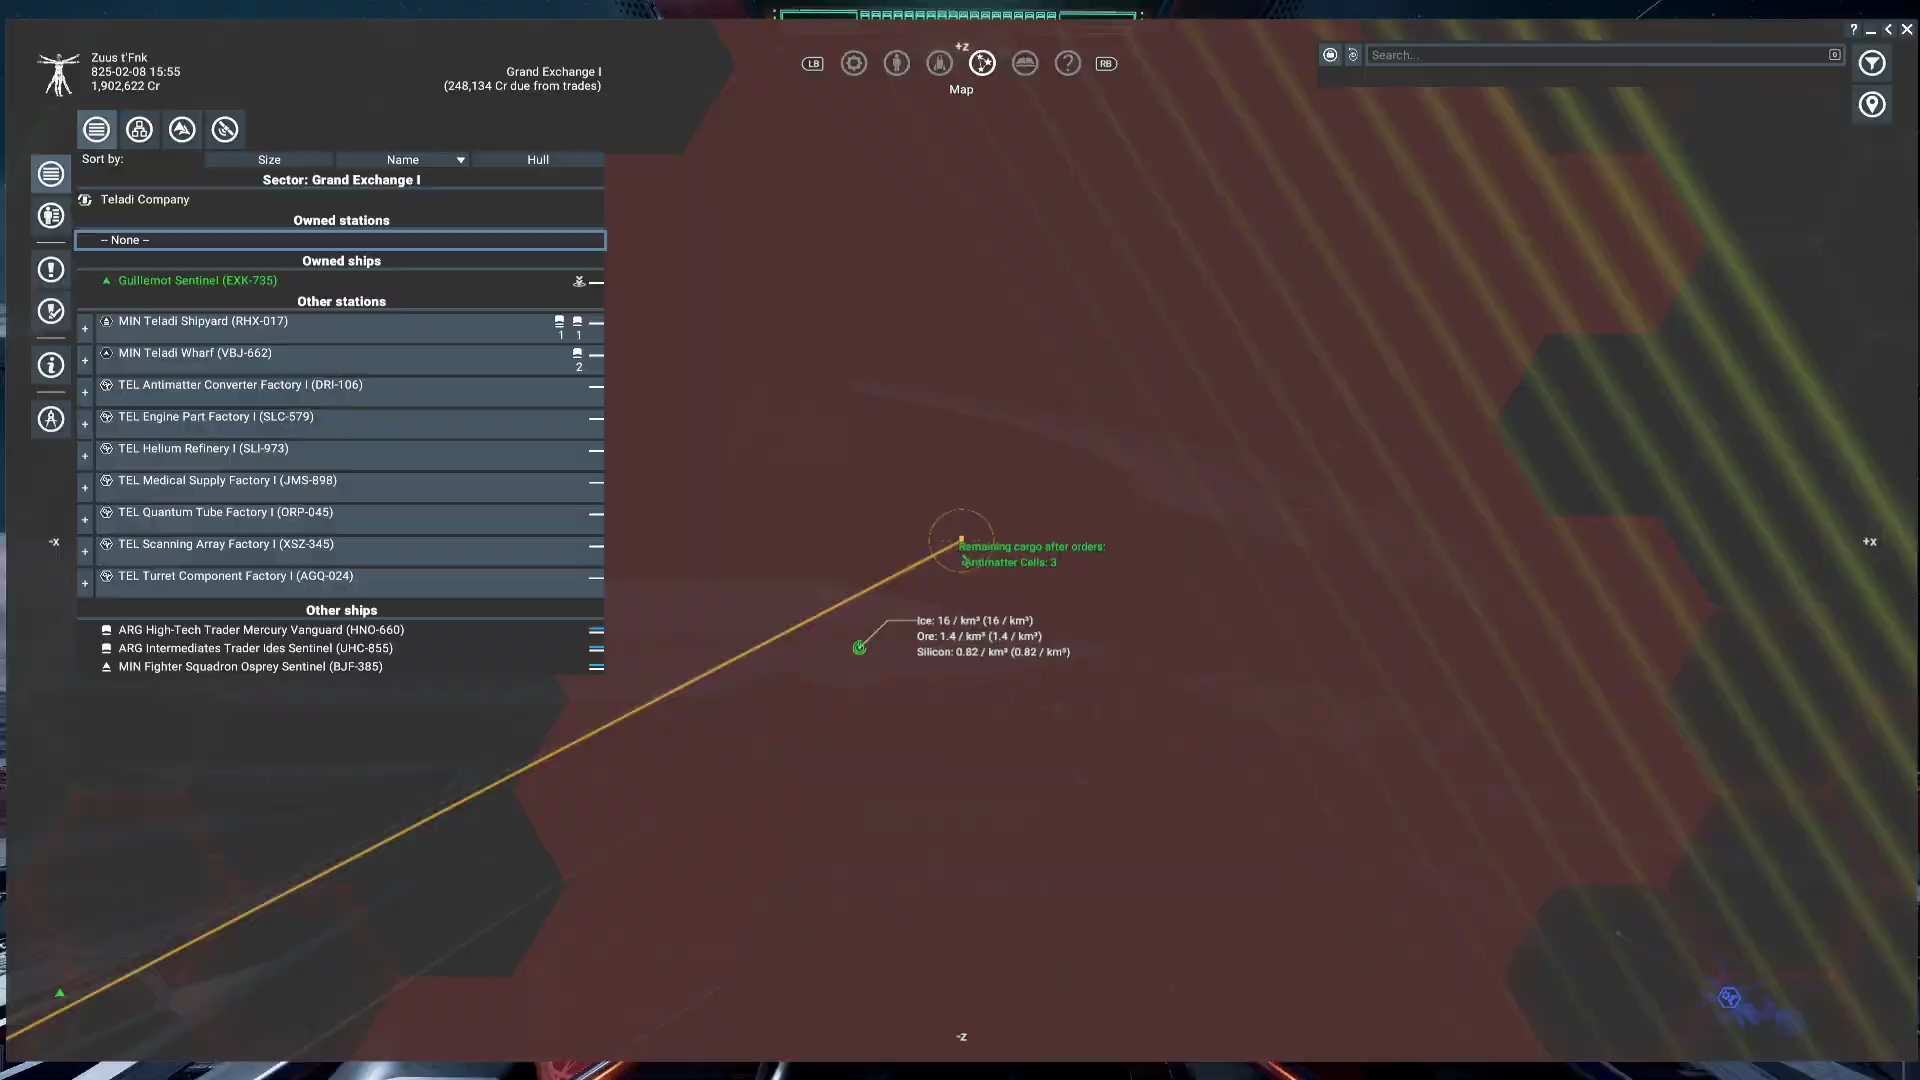 Zuus t'Fnk
825-02-08 15:55
1,902,622 Cr
Grand Exchange I
(248,134 Cr due from trades)
LB
RB
+z
Map
Search...
Sort by:
Size
Name
Hull
Sector: Grand Exchange I
Teladi Company
Owned stations
-- None --
Owned ships
Guillemot Sentinel (EXK-735)
Other stations
MIN Teladi Shipyard (RHX-017)
1 1
MIN Teladi Wharf (VBJ-662)
2
TEL Antimatter Converter Factory I (DRI-106)
TEL Engine Part Factory I (SLC-579)
TEL Helium Refinery I (SLI-973)
TEL Medical Supply Factory I (JMS-898)
TEL Quantum Tube Factory I (ORP-045)
TEL Scanning Array Factory I (XSZ-345)
TEL Turret Component Factory I (AGQ-024)
Other ships
ARG High-Tech Trader Mercury Vanguard (HNO-660)
ARG Intermediates Trader Ides Sentinel (UHC-855)
MIN Fighter Squadron Osprey Sentinel (BJF-385)
-x
+x
Remaining cargo after orders:
Antimatter Cells: 3
Ice: 16 / km³ (16 / km³)
Ore: 1.4 / km³ (1.4 / km³)
Silicon: 0.82 / km³ (0.82 / km³)
-z